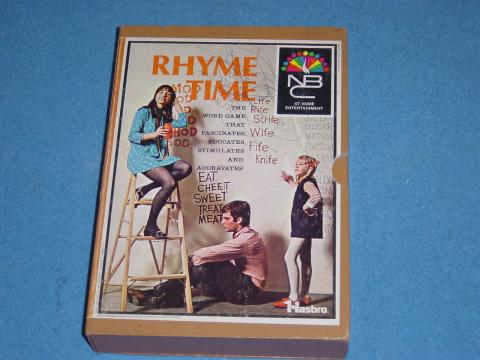 RHYME
TIME
THE
WORD GAME
THAT
FASCINATES,
EDUCATES,
STIMULATES
AND
AGGRAVATES
NBC
AT HOME
ENTERTAINMENT
Life
Strife
Wife
Fife
Knife
EAT
CHEET
SWEET
TREAT
MEAT
Hasbro